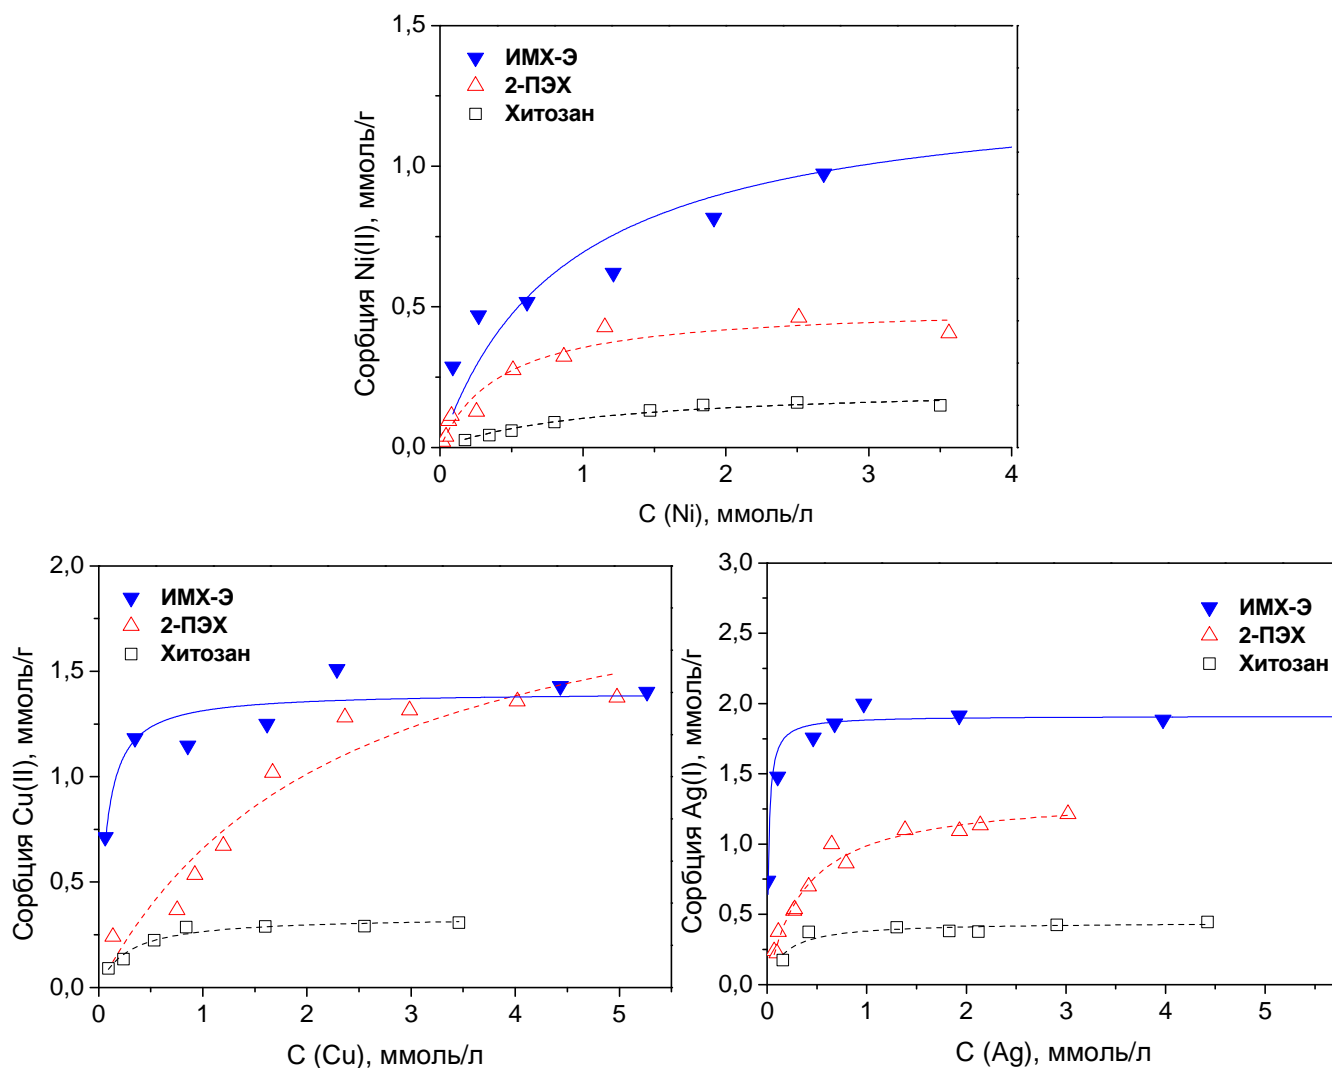 1,5
ИМХ-Э
2-ПЭХ
Хитозан
1,0
0,5
0,0
Сорбция Ni(II), ммоль/г
0 1 2 3 4
C (Ni), ммоль/л
2,0
ИМХ-Э
2-ПЭХ
Хитозан
1,5
1,0
0,5
0,0
Сорбция Cu(II), ммоль/г
0 1 2 3 4 5
C (Cu), ммоль/л
3,0
ИМХ-Э
2-ПЭХ
Хитозан
2,5
2,0
1,5
1,0
0,5
0,0
Сорбция Ag(I), ммоль/г
0 1 2 3 4 5
C (Ag), ммоль/л